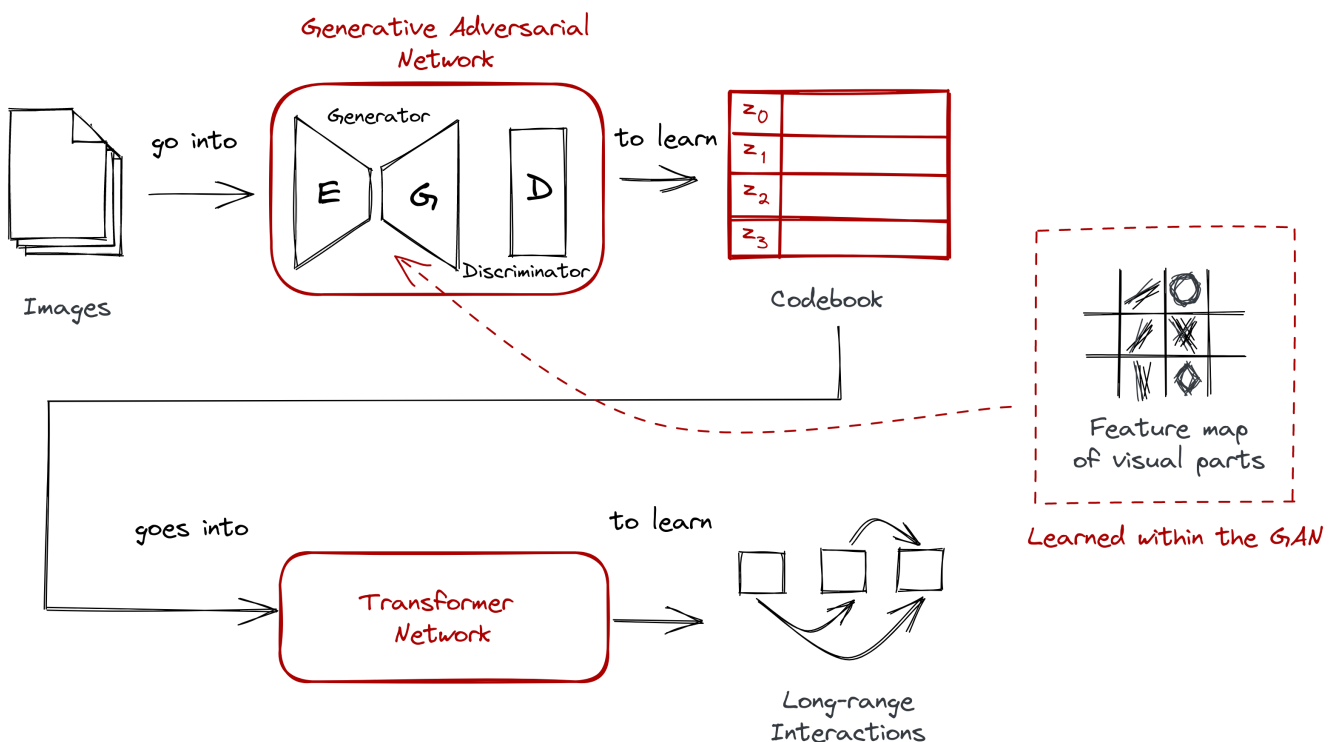 Generative Adversarial
Network
Images
go into
Generator
E
G
D
Discriminator
to learn
z0
z1
z2
z3
Codebook
Feature map
of visual parts
Learned within the GAN
goes into
Transformer
Network
to learn
Long-range
Interactions